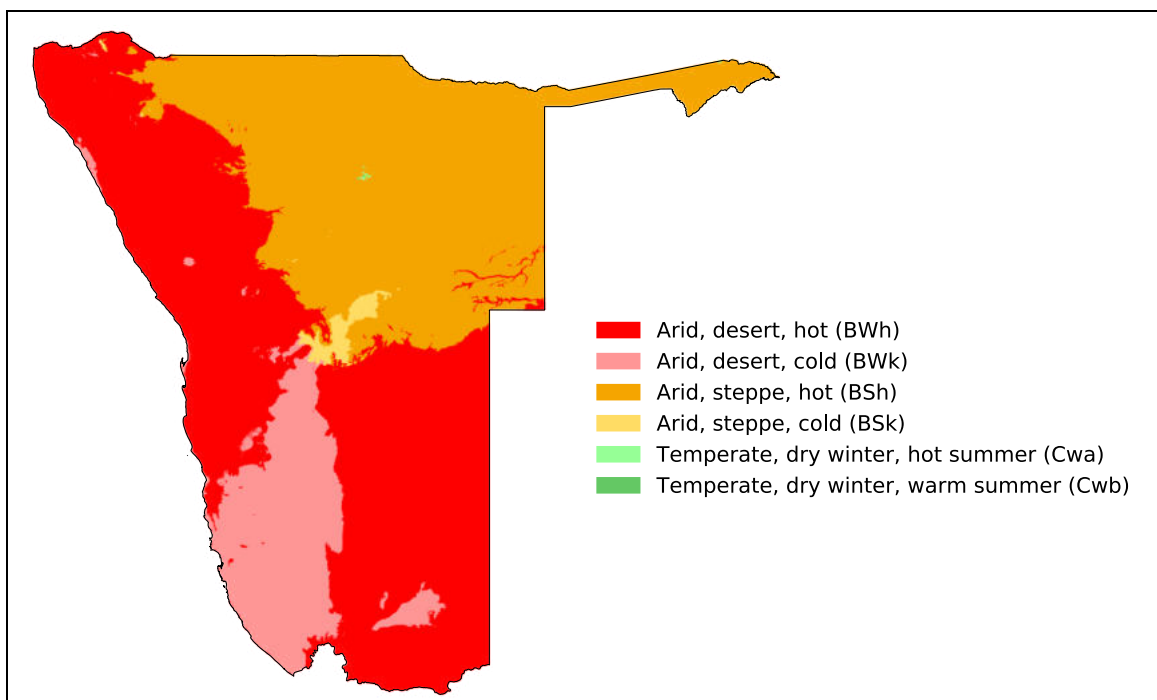 Arid, desert, hot (BWh)
Arid, desert, cold (BWk)
Arid, steppe, hot (BSh)
Arid, steppe, cold (BSk)
Temperate, dry winter, hot summer (Cwa)
Temperate, dry winter, warm summer (Cwb)